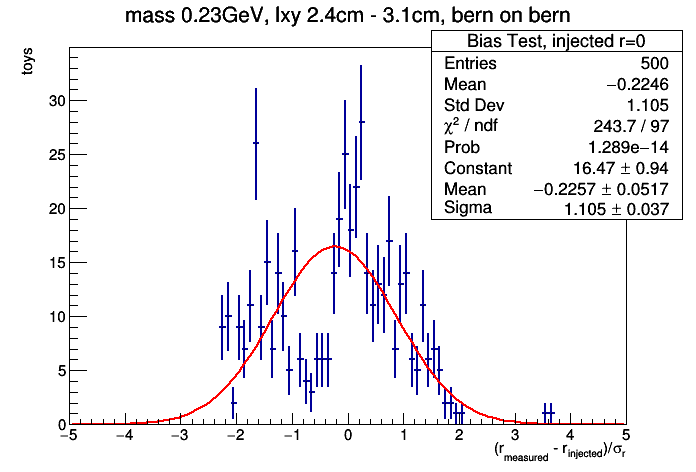 mass 0.23GeV, lxy 2.4cm - 3.1cm, bern on bern
Bias Test, injected r=0
Entries 500
Mean −0.2246
Std Dev 1.105
χ² / ndf 243.7 / 97
Prob 1.289e−14
Constant 16.47 ± 0.94
Mean −0.2257 ± 0.0517
Sigma 1.105 ± 0.037
toys
30
25
20
15
10
5
0
−5 −4 −3 −2 −1 0 1 2 3 4 5
(r_measured - r_injected)/σ_r